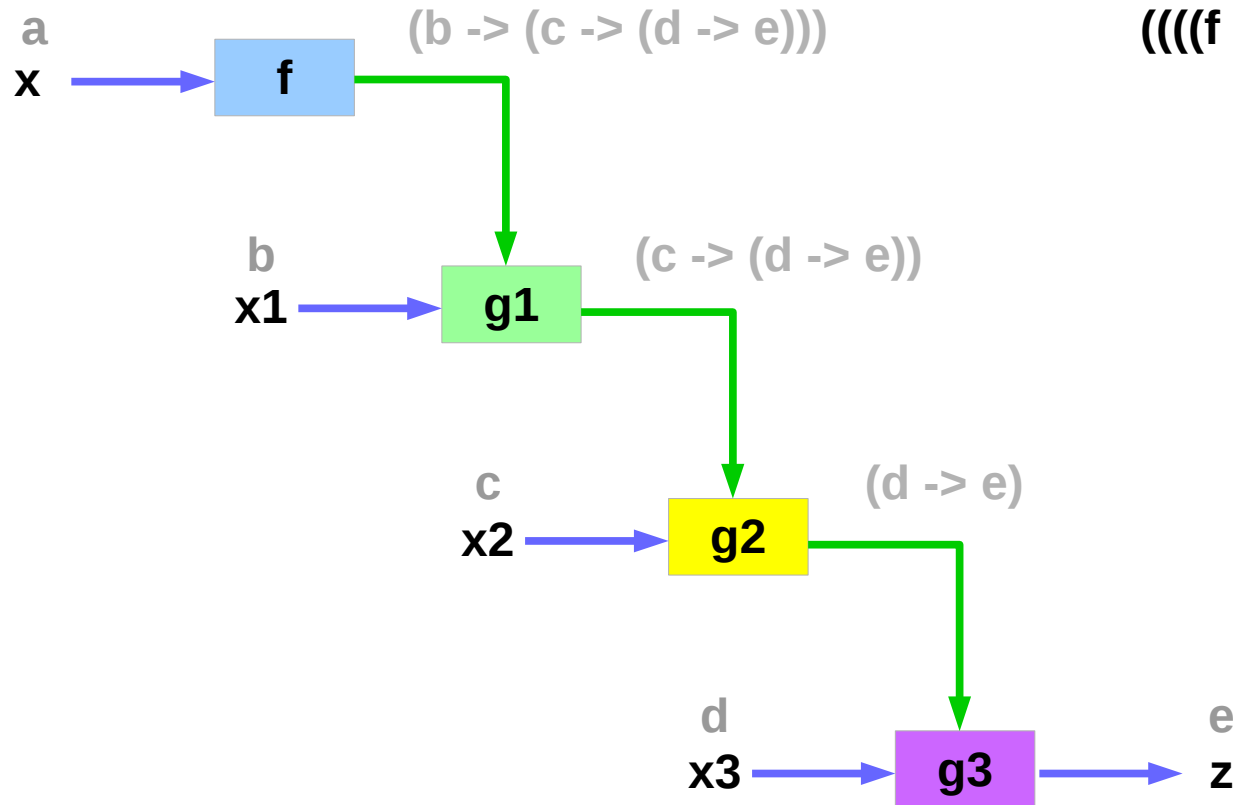 a (b -> (c -> (d -> e))) ((((f
x f
b (c -> (d -> e))
x1 g1
c (d -> e)
x2 g2
d e
x3 g3 z